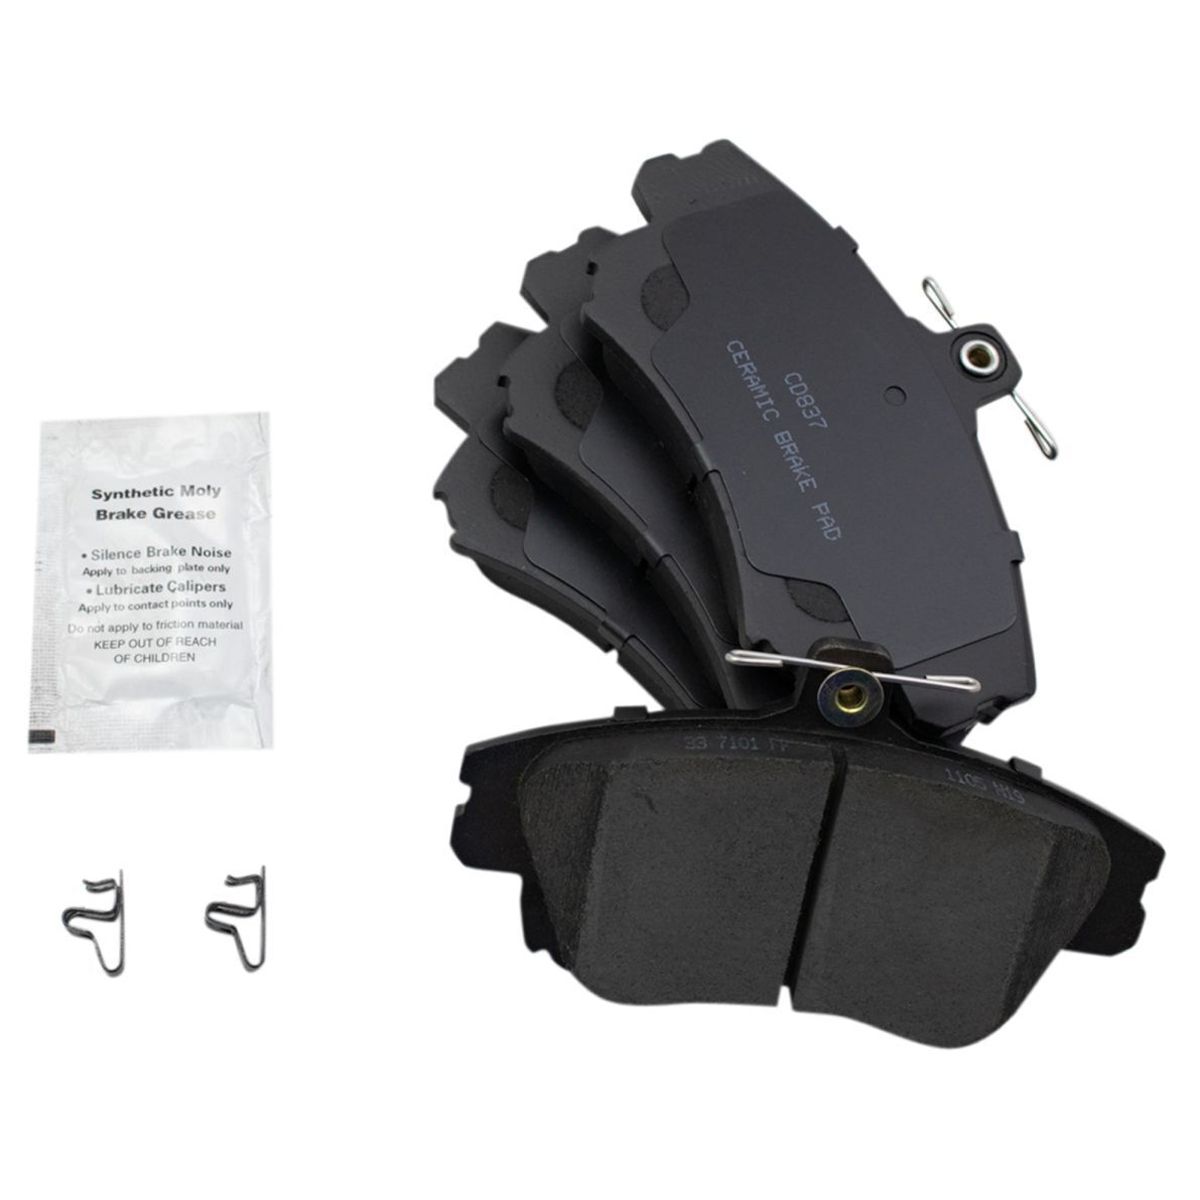 Synthetic Moly
Brake Grease
• Silence Brake Noise
Apply to backing plate only
• Lubricate Calipers
Apply to contact points only
Do not apply to friction material
KEEP OUT OF REACH
OF CHILDREN
CD837
CERAMIC BRAKE PAD
33 7101 FF
1105 H19